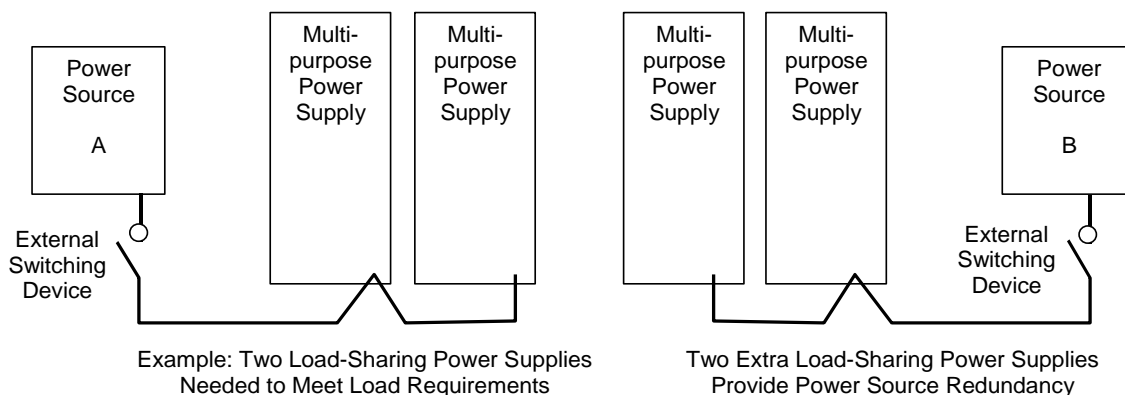 Power
Source
A
External
Switching
Device
Multi-
purpose
Power
Supply
Multi-
purpose
Power
Supply
Example: Two Load-Sharing Power Supplies
Needed to Meet Load Requirements
Multi-
purpose
Power
Supply
Multi-
purpose
Power
Supply
Power
Source
B
External
Switching
Device
Two Extra Load-Sharing Power Supplies
Provide Power Source Redundancy